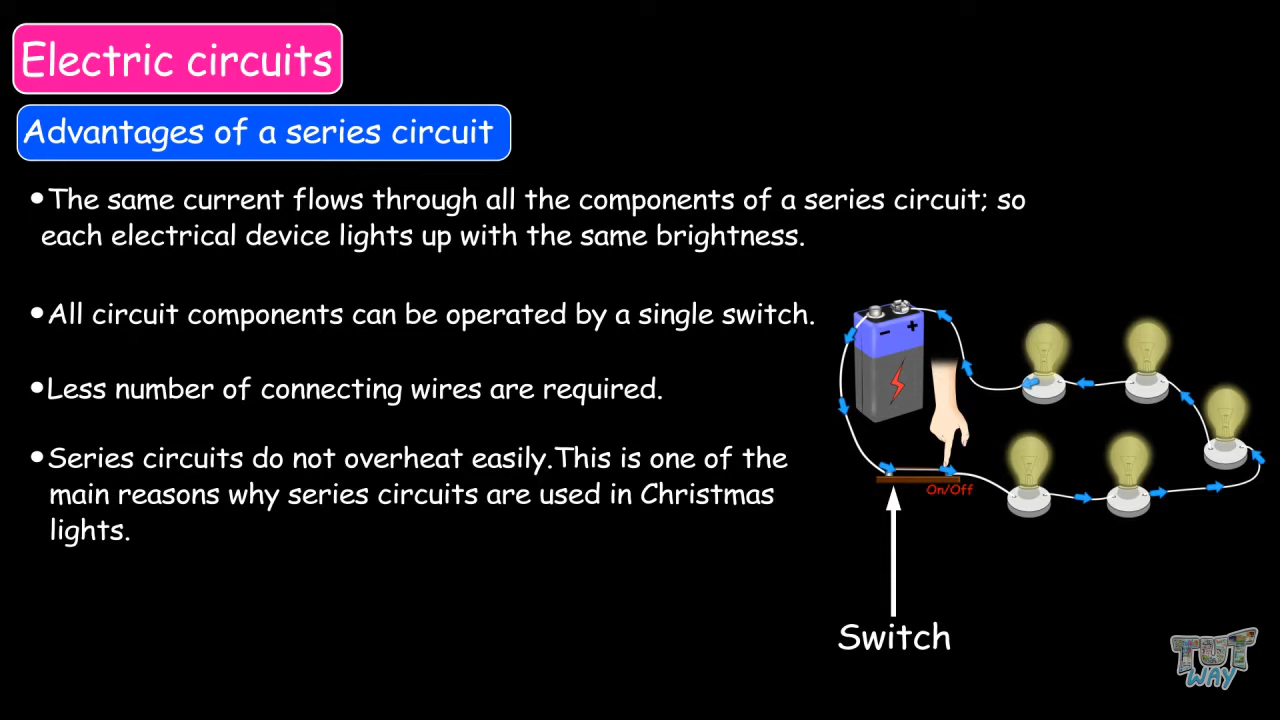 Electric circuits
Advantages of a series circuit
•The same current flows through all the components of a series circuit; so
each electrical device lights up with the same brightness.
•All circuit components can be operated by a single switch.
•Less number of connecting wires are required.
•Series circuits do not overheat easily.This is one of the
main reasons why series circuits are used in Christmas
lights.
- +
On/Off
Switch
TUT
WAY